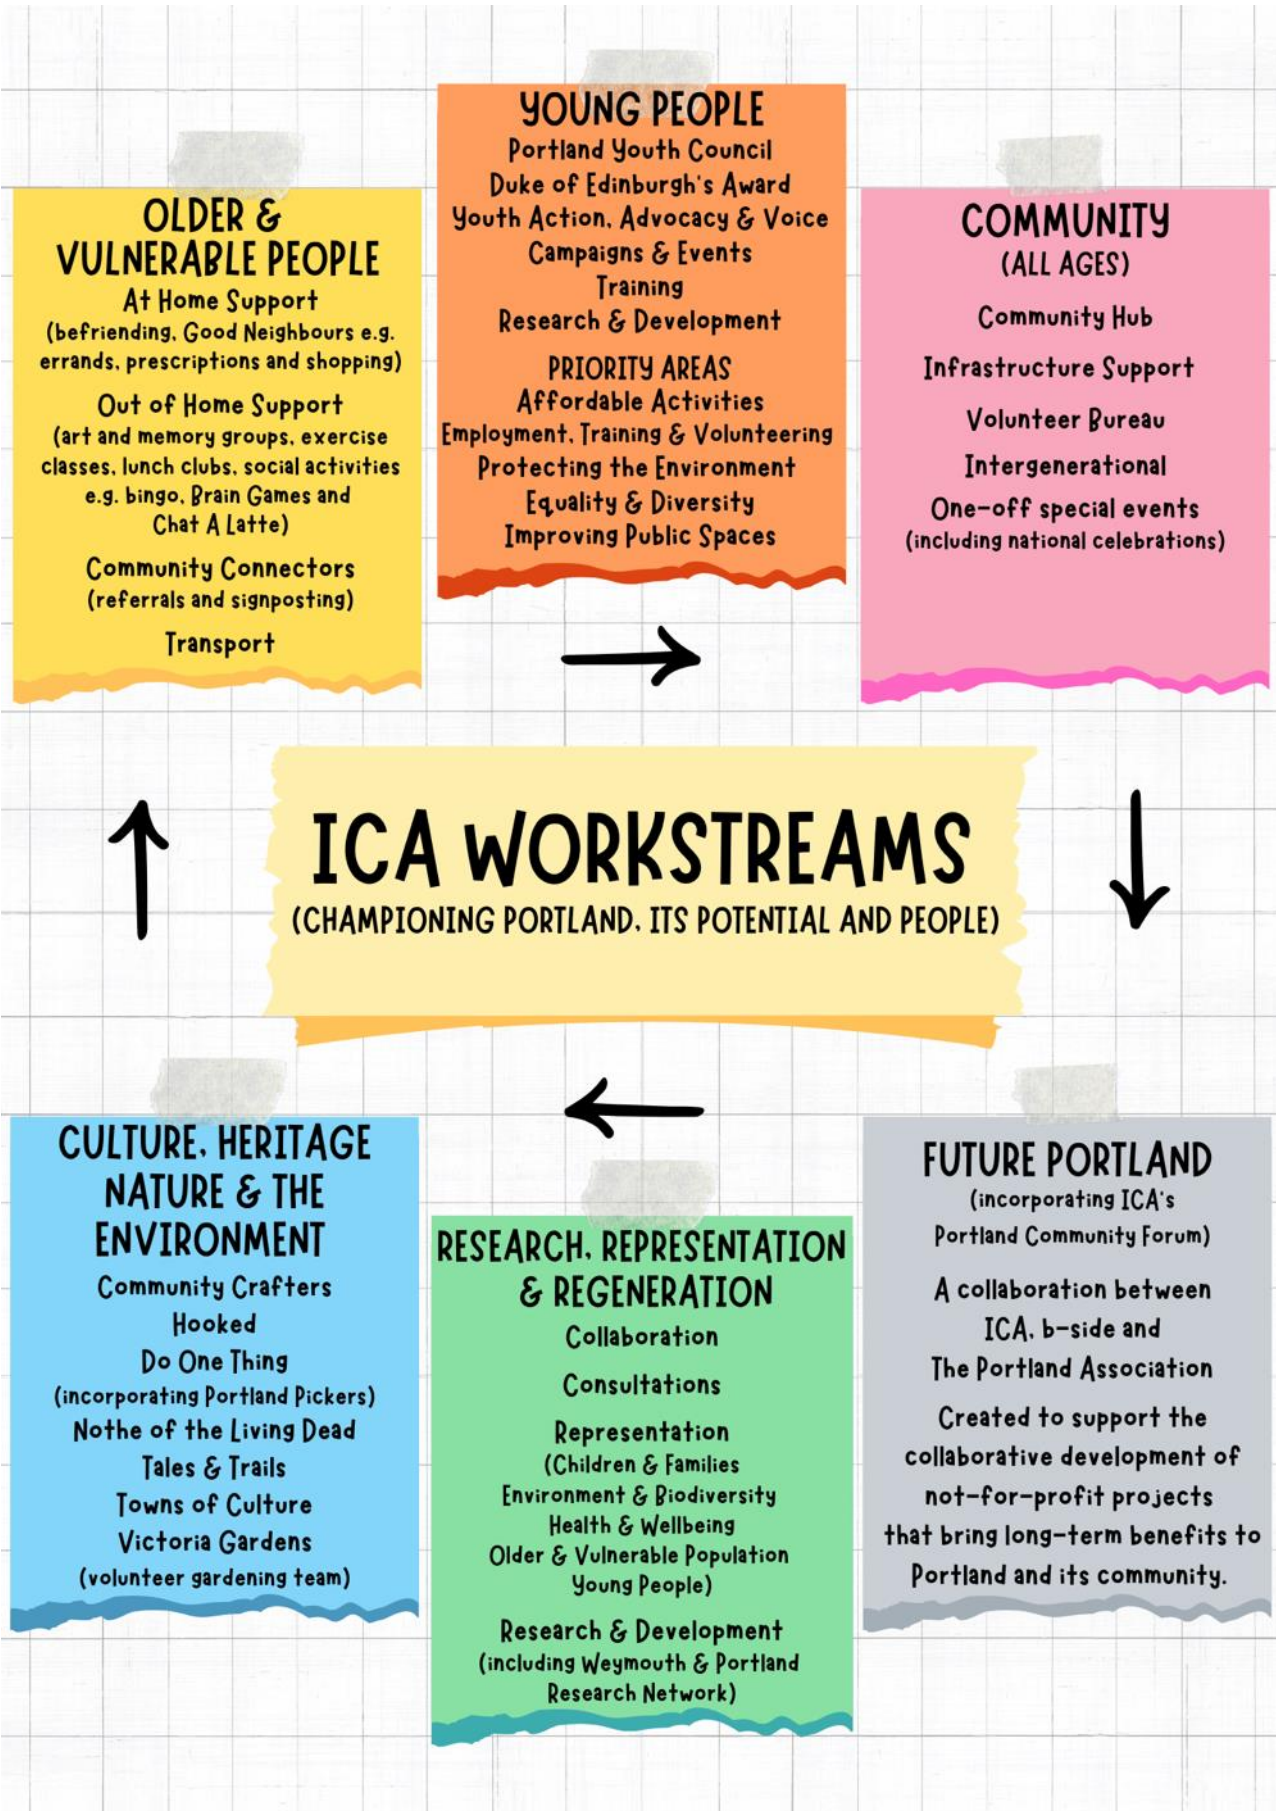 YOUNG PEOPLE
Portland Youth Council
Duke of Edinburgh's Award
Youth Action, Advocacy & Voice
Campaigns & Events
Training
Research & Development
PRIORITY AREAS
Affordable Activities
Employment, Training & Volunteering
Protecting the Environment
Equality & Diversity
Improving Public Spaces
OLDER &
VULNERABLE PEOPLE
At Home Support
(befriending, Good Neighbours e.g.
errands, prescriptions and shopping)
Out of Home Support
(art and memory groups, exercise
classes, lunch clubs, social activities
e.g. bingo, Brain Games and
Chat A Latte)
Community Connectors
(referrals and signposting)
Transport
COMMUNITY
(ALL AGES)
Community Hub
Infrastructure Support
Volunteer Bureau
Intergenerational
One-off special events
(including national celebrations)
ICA WORKSTREAMS
(CHAMPIONING PORTLAND, ITS POTENTIAL AND PEOPLE)
CULTURE, HERITAGE
NATURE & THE
ENVIRONMENT
Community Crafters
Hooked
Do One Thing
(incorporating Portland Pickers)
Nothe of the Living Dead
Tales & Trails
Towns of Culture
Victoria Gardens
(volunteer gardening team)
RESEARCH, REPRESENTATION
& REGENERATION
Collaboration
Consultations
Representation
(Children & Families
Environment & Biodiversity
Health & Wellbeing
Older & Vulnerable Population
Young People)
Research & Development
(including Weymouth & Portland
Research Network)
FUTURE PORTLAND
(incorporating ICA's
Portland Community Forum)
A collaboration between
ICA, b-side and
The Portland Association
Created to support the
collaborative development of
not-for-profit projects
that bring long-term benefits to
Portland and its community.